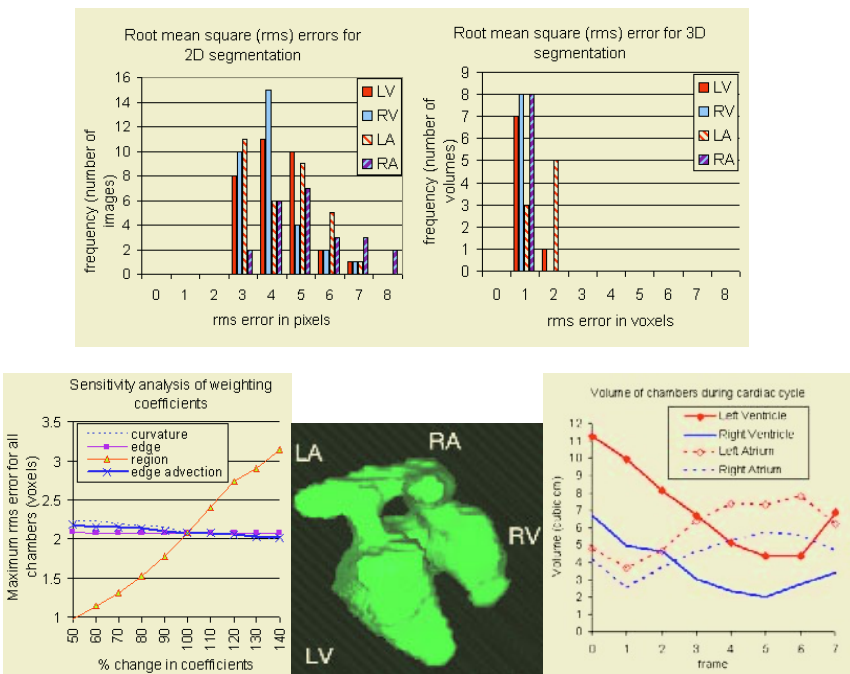 Root mean square (rms) errors for
2D segmentation
frequency (number of
images)
16
14
12
10
8
6
4
2
0
LV
RV
LA
RA
0 1 2 3 4 5 6 7 8
rms error in pixels
Root mean square (rms) error for 3D
segmentation
frequency (number of
volumes)
9
8
7
6
5
4
3
2
1
0
LV
RV
LA
RA
0 1 2 3 4 5 6 7 8
rms error in voxels
Sensitivity analysis of weighting
coefficients
Maximum rms error for all
chambers (voxels)
3.5
3
2.5
2
1.5
1
curvature
edge
region
edge advection
50 60 70 80 90 100 110 120 130 140
% change in coefficients
LA
RA
RV
LV
Volume of chambers during cardiac cycle
Volume (cubic cm)
12
11
10
9
8
7
6
5
4
3
2
1
0
Left Ventricle
Right Ventricle
Left Atrium
Right Atrium
0 1 2 3 4 5 6 7
frame